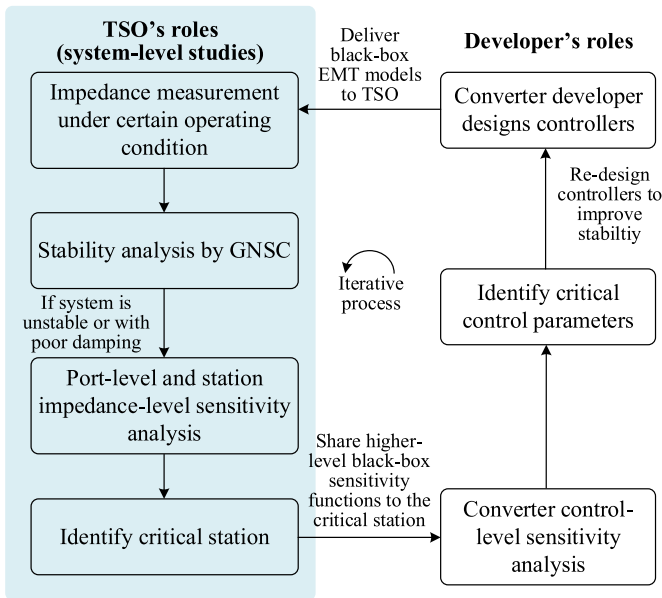 TSO's roles
(system-level studies)
Impedance measurement
under certain operating
condition
Stability analysis by GNSC
If system is
unstable or with
poor damping
Port-level and station
impedance-level sensitivity
analysis
Identify critical station
Deliver
black-box
EMT models
to TSO
Iterative
process
Share higher-
level black-box
sensitivity
functions to the
critical station
Developer's roles
Converter developer
designs controllers
Re-design
controllers to
improve
stabiltiy
Identify critical
control parameters
Converter control-
level sensitivity
analysis